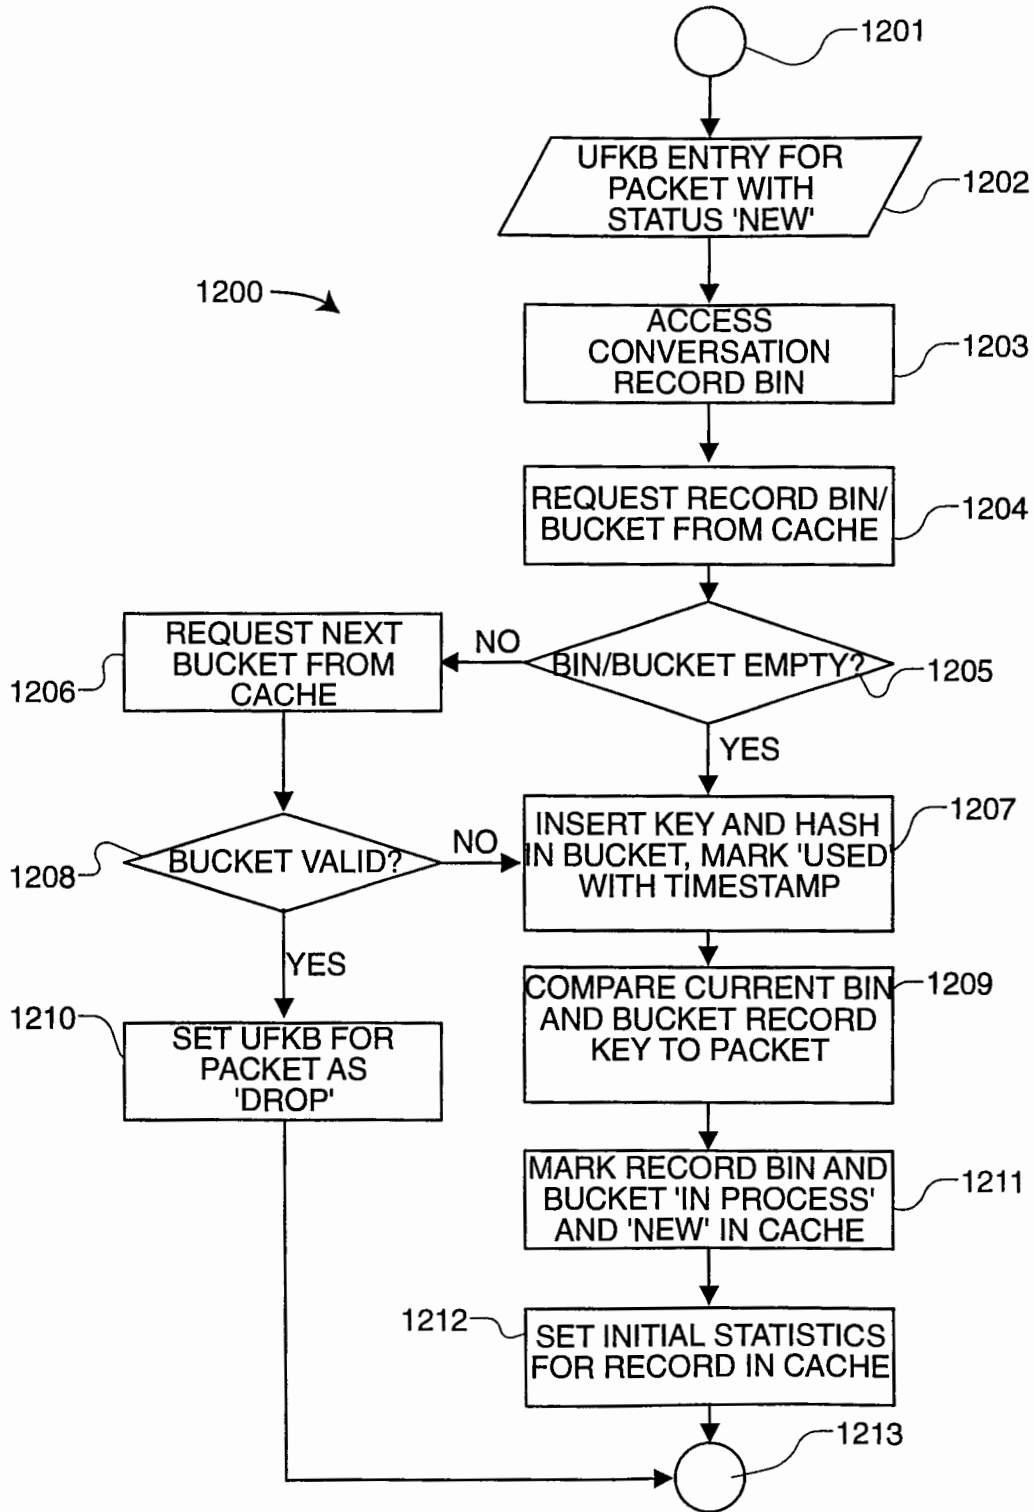 1201
UFKB ENTRY FOR
PACKET WITH
STATUS 'NEW'
1202
1200
ACCESS
CONVERSATION
RECORD BIN
1203
REQUEST RECORD BIN/
BUCKET FROM CACHE
1204
BIN/BUCKET EMPTY?
1205
NO
YES
REQUEST NEXT
BUCKET FROM
CACHE
1206
INSERT KEY AND HASH
IN BUCKET, MARK 'USED'
WITH TIMESTAMP
1207
BUCKET VALID?
1208
NO
YES
COMPARE CURRENT BIN
AND BUCKET RECORD
KEY TO PACKET
1209
1210
SET UFKB FOR
PACKET AS
'DROP'
MARK RECORD BIN AND
BUCKET 'IN PROCESS'
AND 'NEW' IN CACHE
1211
1212
SET INITIAL STATISTICS
FOR RECORD IN CACHE
1213